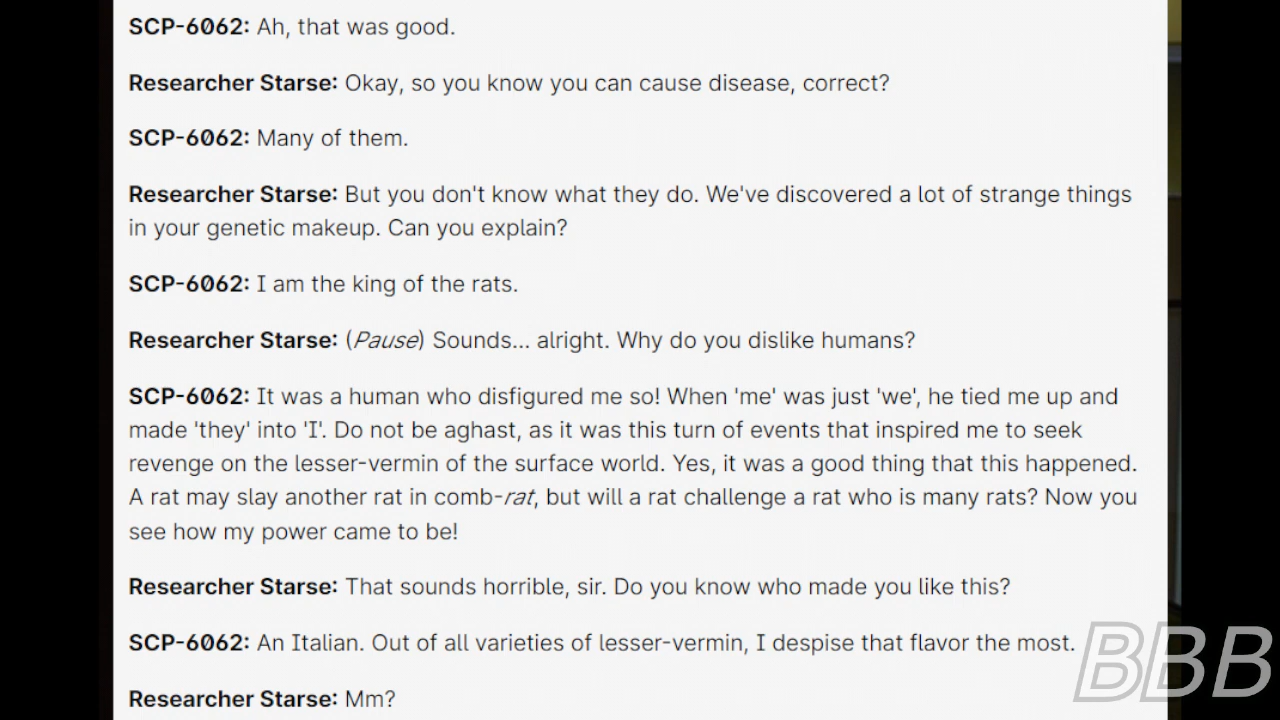 SCP-6062: Ah, that was good.
Researcher Starse: Okay, so you know you can cause disease, correct?
SCP-6062: Many of them.
Researcher Starse: But you don't know what they do. We've discovered a lot of strange things
in your genetic makeup. Can you explain?
SCP-6062: I am the king of the rats.
Researcher Starse: (Pause) Sounds... alright. Why do you dislike humans?
SCP-6062: It was a human who disfigured me so! When 'me' was just 'we', he tied me up and
made 'they' into 'I'. Do not be aghast, as it was this turn of events that inspired me to seek
revenge on the lesser-vermin of the surface world. Yes, it was a good thing that this happened.
A rat may slay another rat in comb-rat, but will a rat challenge a rat who is many rats? Now you
see how my power came to be!
Researcher Starse: That sounds horrible, sir. Do you know who made you like this?
SCP-6062: An Italian. Out of all varieties of lesser-vermin, I despise that flavor the most.
Researcher Starse: Mm?
BBB